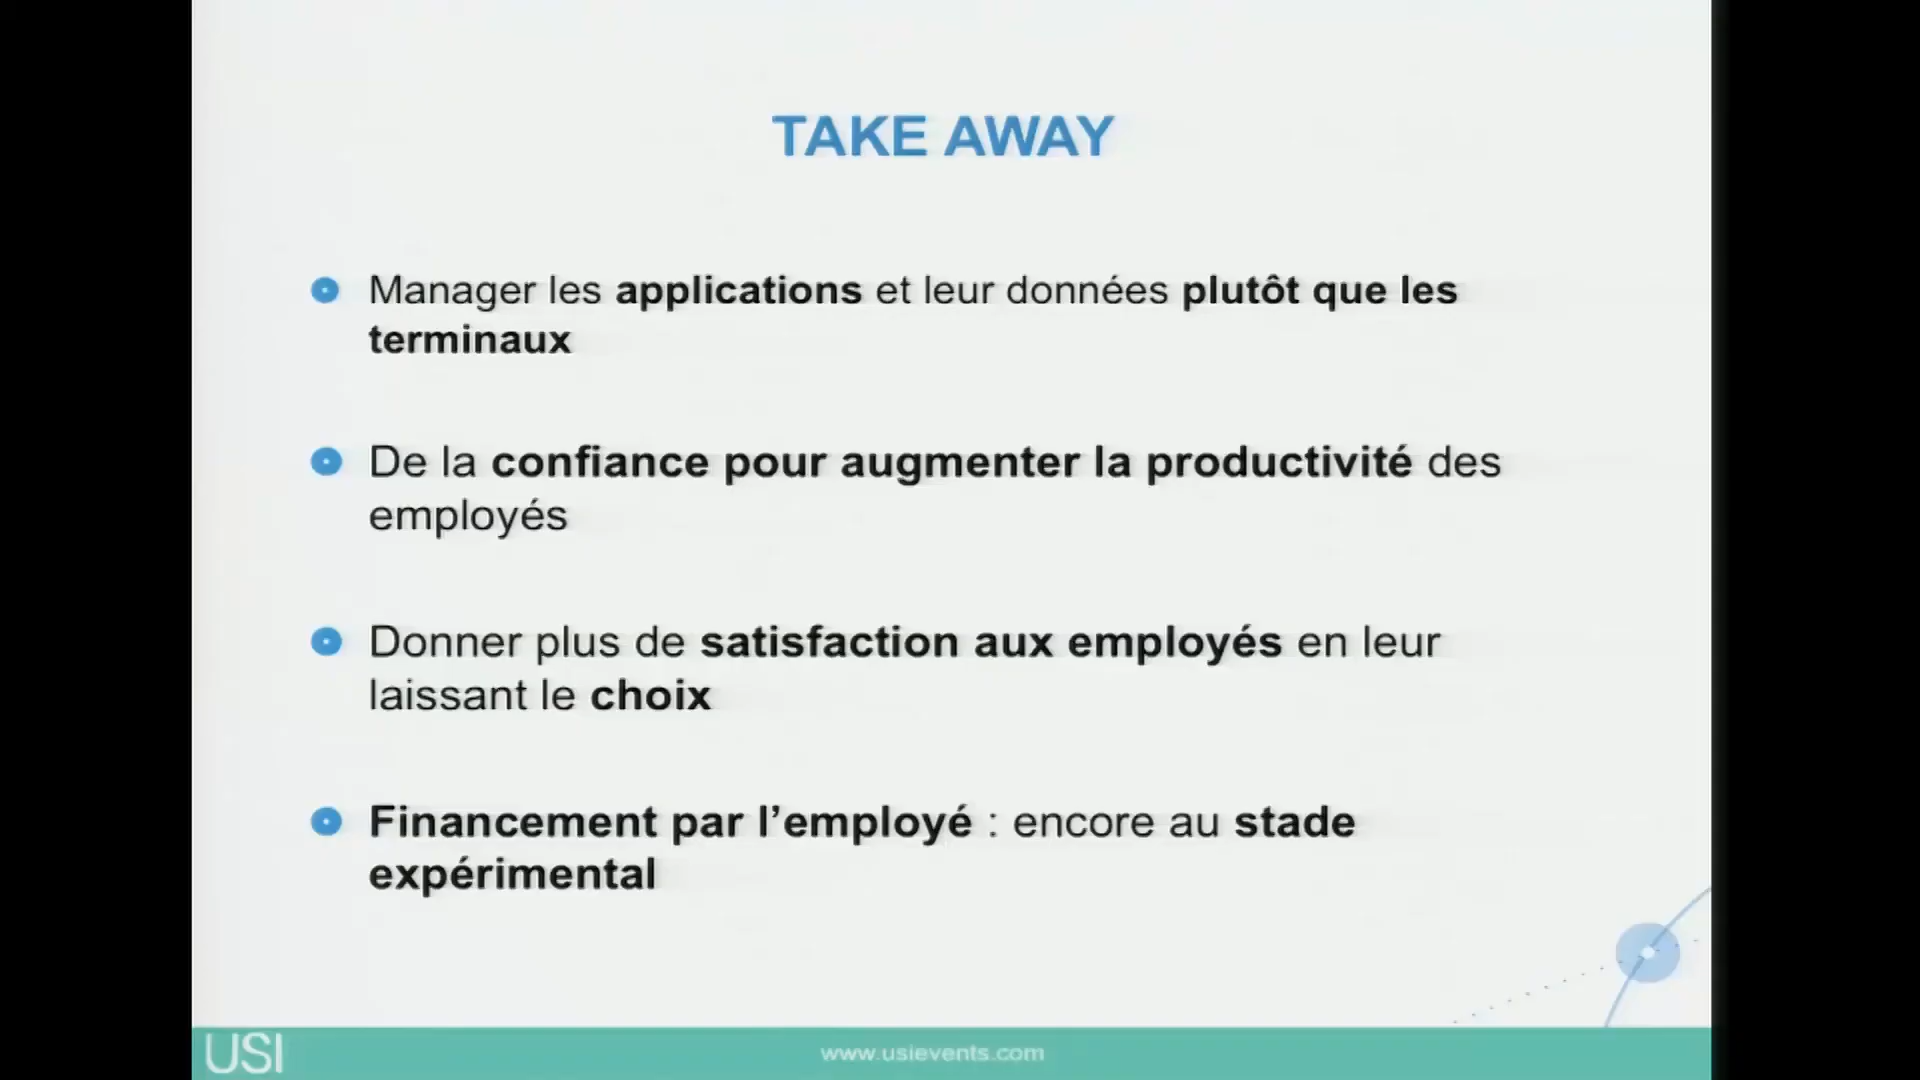 TAKE AWAY
Manager les applications et leur données plutôt que les
terminaux
De la confiance pour augmenter la productivité des
employés
Donner plus de satisfaction aux employés en leur
laissant le choix
Financement par l’employé : encore au stade
expérimental
USI
www.usievents.com